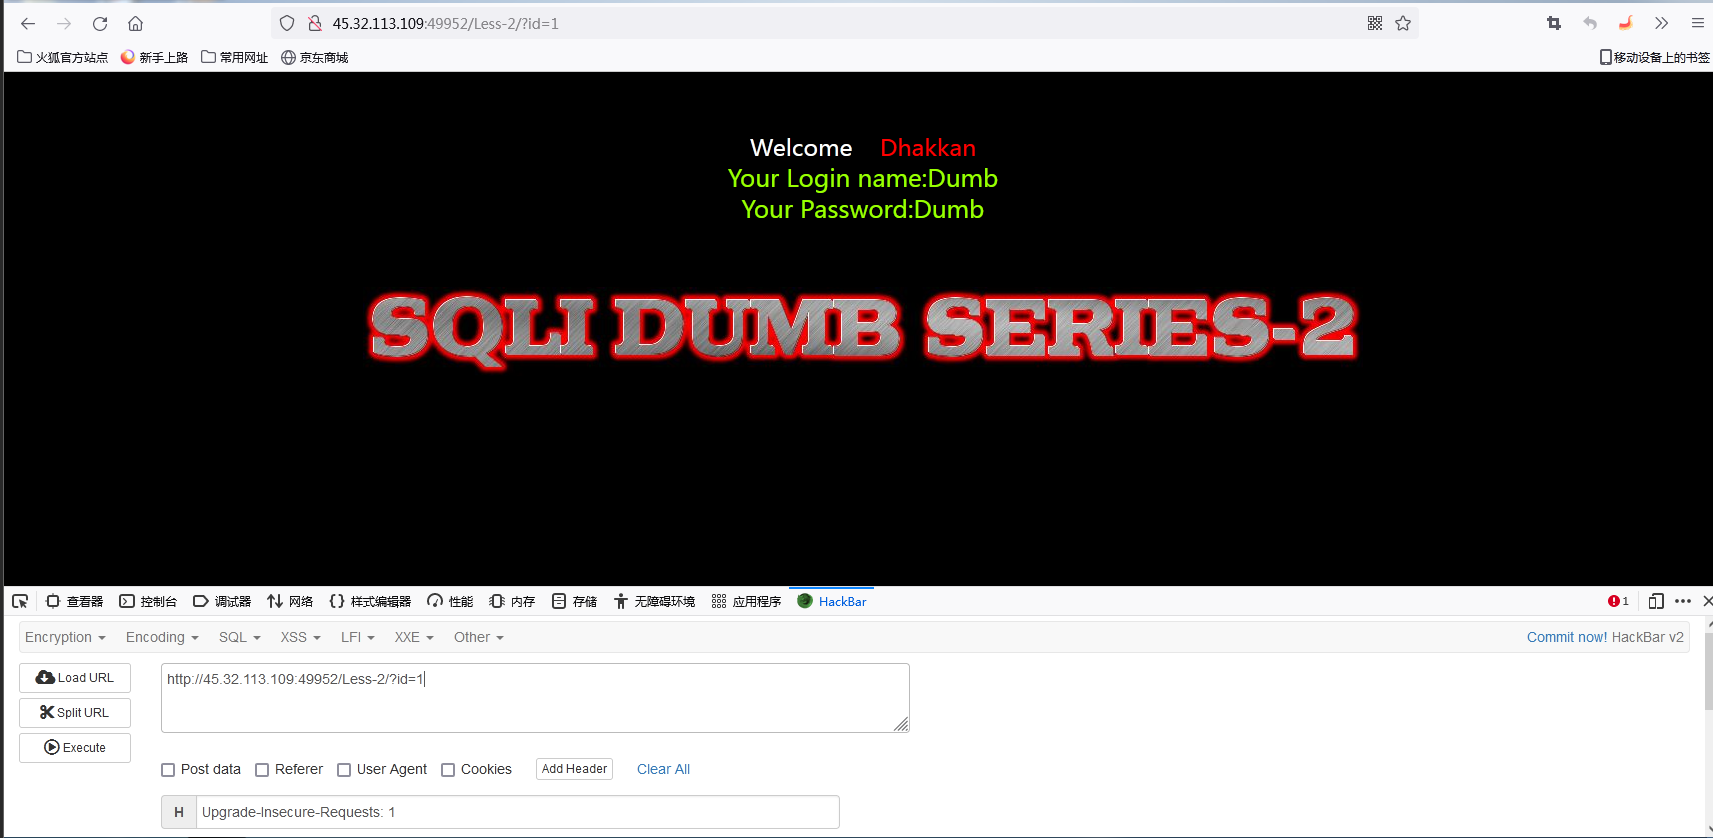 45.32.113.109:49952/Less-2/?id=1
火狐官方站点 新手上路 常用网址 京东商城 移动设备上的书签
Welcome Dhakkan
Your Login name:Dumb
Your Password:Dumb
SQLI DUMB SERIES-2
查看器 控制台 调试器 网络 样式编辑器 性能 内存 存储 无障碍环境 应用程序 HackBar 1
Encryption Encoding SQL XSS LFI XXE Other Commit now! HackBar v2
Load URL http://45.32.113.109:49952/Less-2/?id=1
Split URL
Execute
Post data Referer User Agent Cookies Add Header Clear All
H Upgrade-Insecure-Requests: 1